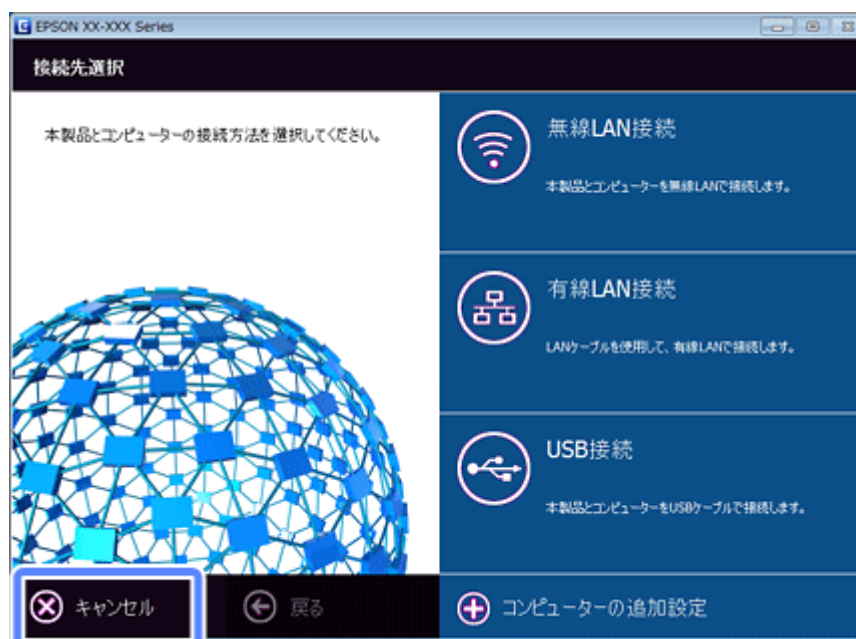 EPSON XX-XXX Series
接続先選択
本製品とコンピューターの接続方法を選択してください。
無線LAN接続
本製品とコンピューターを無線LANで接続します。
有線LAN接続
LANケーブルを使用して、有線LANで接続します。
USB接続
本製品とコンピューターをUSBケーブルで接続します。
キャンセル
戻る
コンピューターの追加設定